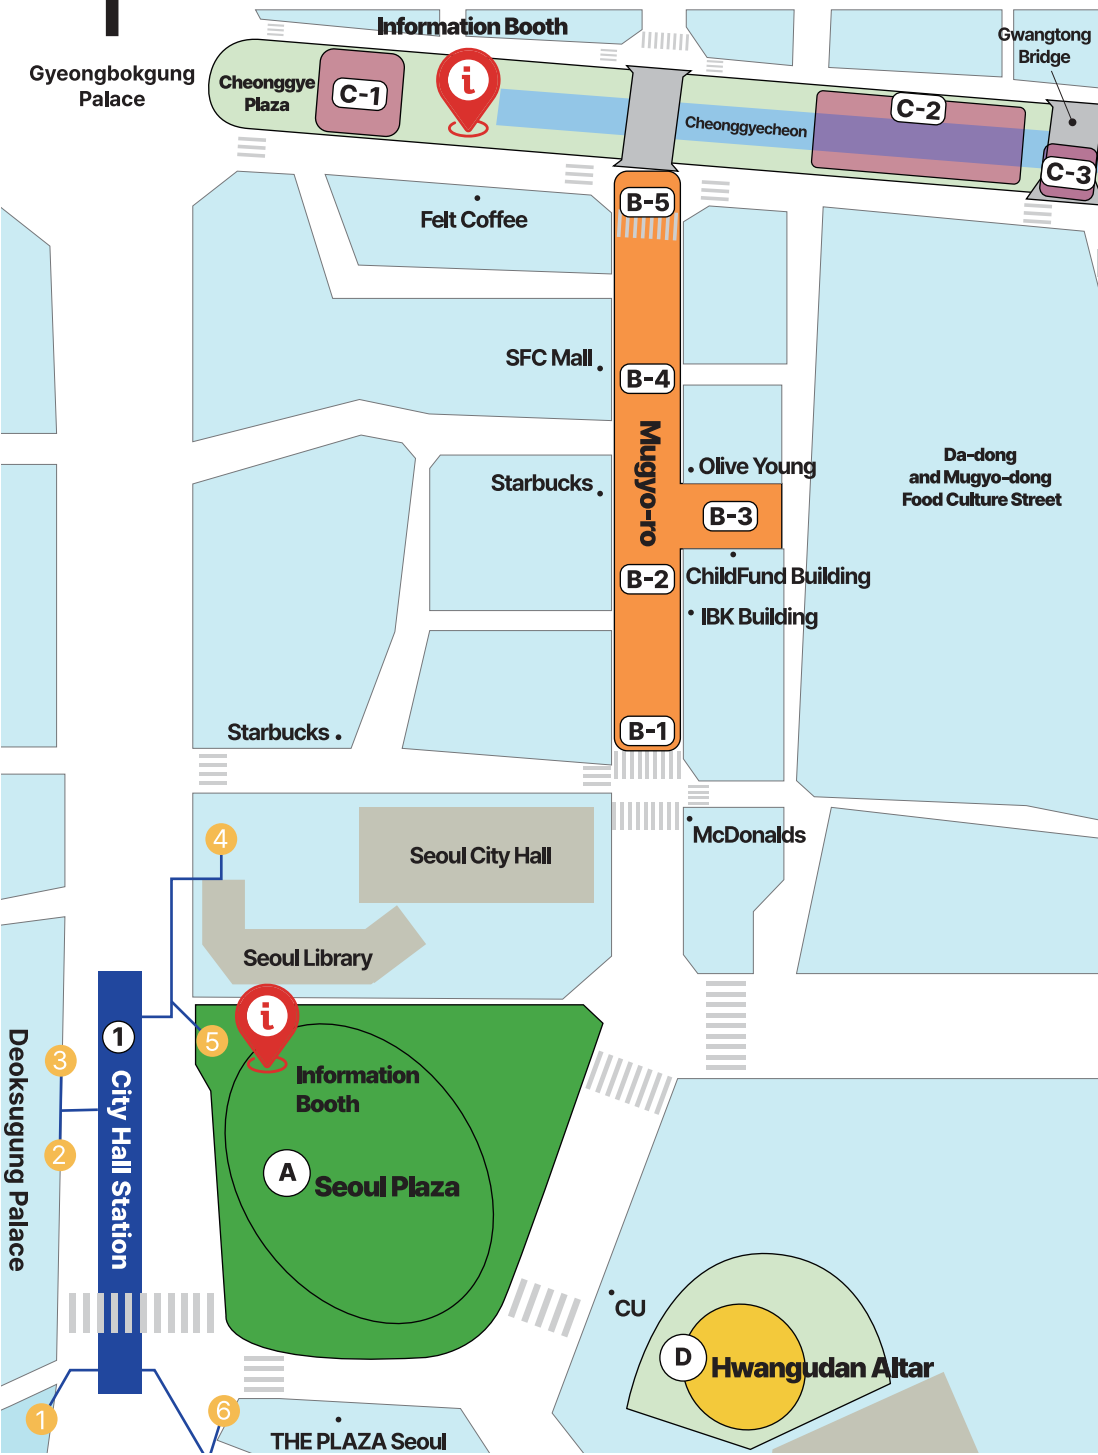 Information Booth
Gwangtong
Bridge
Gyeongbokgung
Palace
Cheonggye
Plaza
C-1
i
Cheonggyecheon
C-2
C-3
B-5
Felt Coffee
SFC Mall
B-4
Mugyo-ro
Olive Young
Starbucks
B-3
Da-dong
and Mugyo-dong
Food Culture Street
B-2
ChildFund Building
IBK Building
B-1
Starbucks
McDonalds
4
Seoul City Hall
Seoul Library
5
i
Information
Booth
1
City Hall Station
3
2
Deoksugung Palace
A
Seoul Plaza
CU
D
Hwangudan Altar
1
6
THE PLAZA Seoul